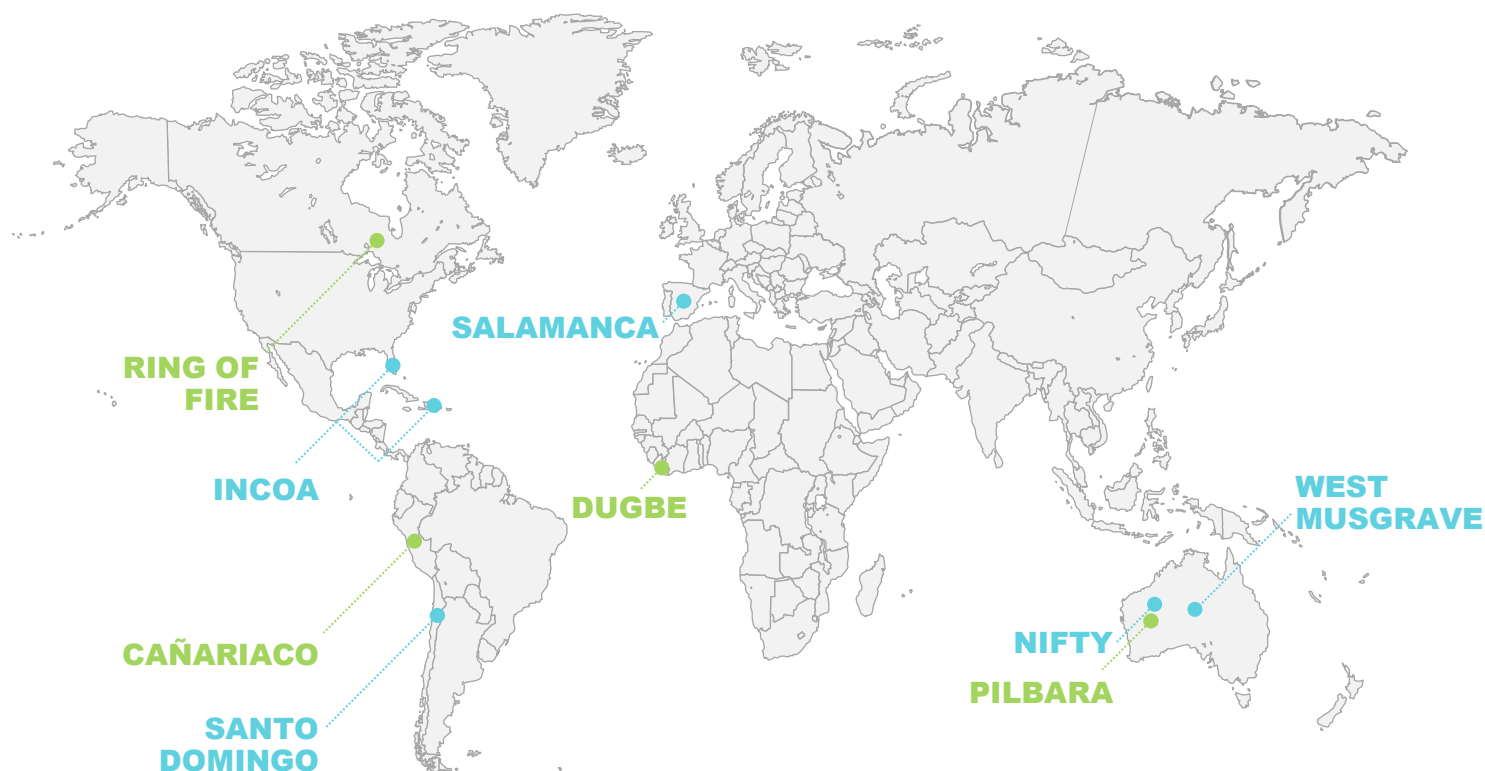 SALAMANCA
RING OF
FIRE
INCOA
DUGBE
WEST
MUSGRAVE
CAÑARIACO
NIFTY
PILBARA
SANTO
DOMINGO